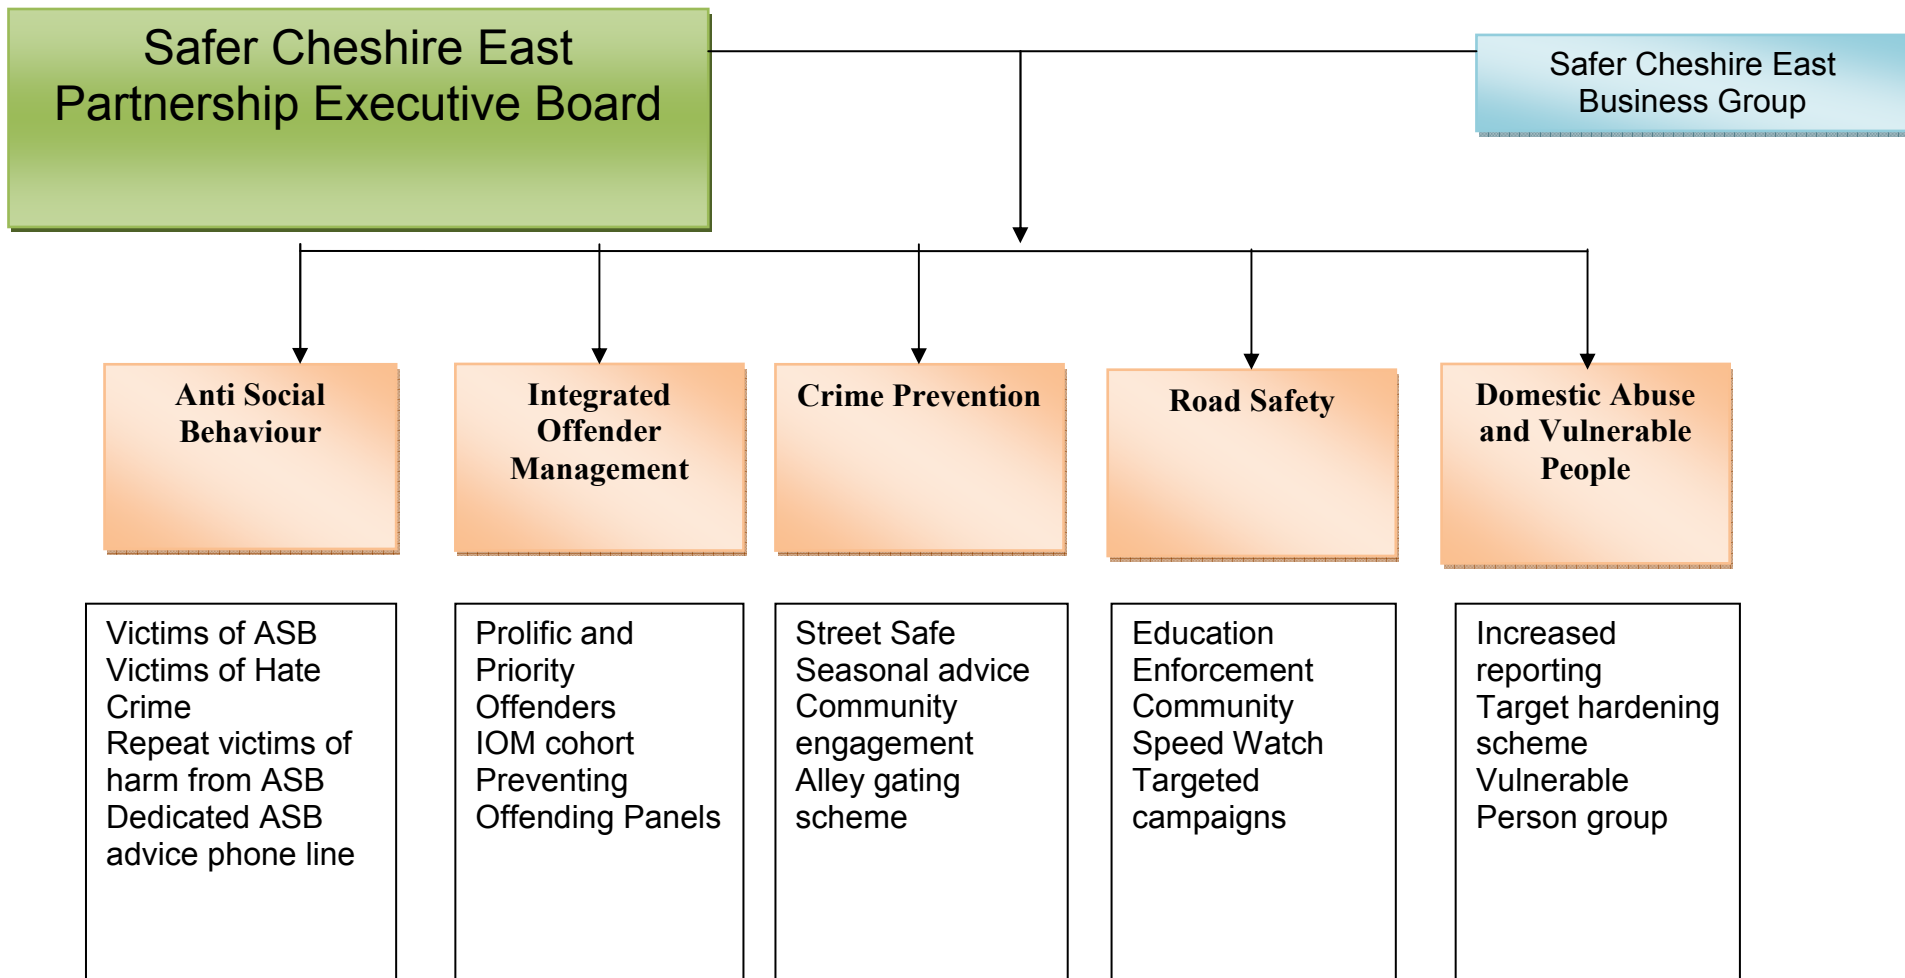 Safer Cheshire East
Partnership Executive Board
Safer Cheshire East
Business Group
Anti Social
Behaviour
Integrated
Offender
Management
Crime Prevention
Road Safety
Domestic Abuse
and Vulnerable
People
Victims of ASB
Victims of Hate
Crime
Repeat victims of
harm from ASB
Dedicated ASB
advice phone line
Prolific and
Priority
Offenders
IOM cohort
Preventing
Offending Panels
Street Safe
Seasonal advice
Community
engagement
Alley gating
scheme
Education
Enforcement
Community
Speed Watch
Targeted
campaigns
Increased
reporting
Target hardening
scheme
Vulnerable
Person group